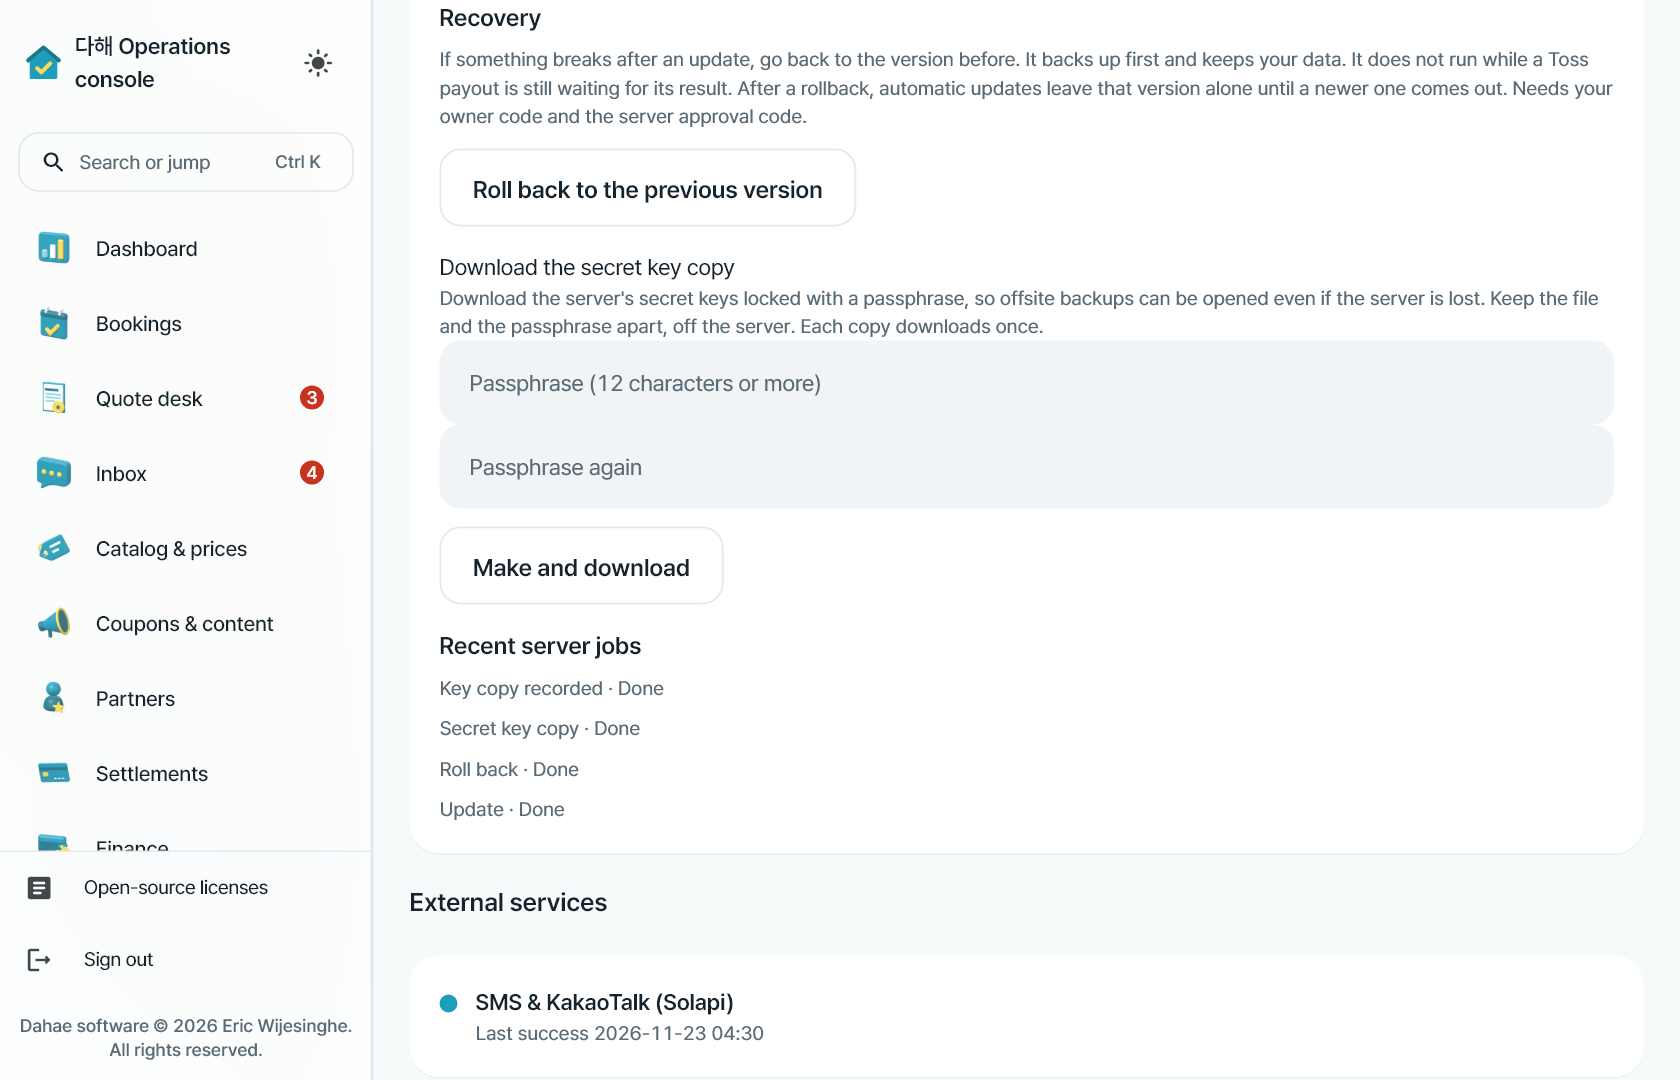 다해 Operations
console
Search or jump
Ctrl K
Dashboard
Bookings
Quote desk
3
Inbox
4
Catalog & prices
Coupons & content
Partners
Settlements
Finance
Open-source licenses
Sign out
Dahae software © 2026 Eric Wijesinghe.
All rights reserved.
Recovery
If something breaks after an update, go back to the version before. It backs up first and keeps your data. It does not run while a Toss
payout is still waiting for its result. After a rollback, automatic updates leave that version alone until a newer one comes out. Needs your
owner code and the server approval code.
Roll back to the previous version
Download the secret key copy
Download the server's secret keys locked with a passphrase, so offsite backups can be opened even if the server is lost. Keep the file
and the passphrase apart, off the server. Each copy downloads once.
Passphrase (12 characters or more)
Passphrase again
Make and download
Recent server jobs
Key copy recorded · Done
Secret key copy · Done
Roll back · Done
Update · Done
External services
SMS & KakaoTalk (Solapi)
Last success 2026-11-23 04:30